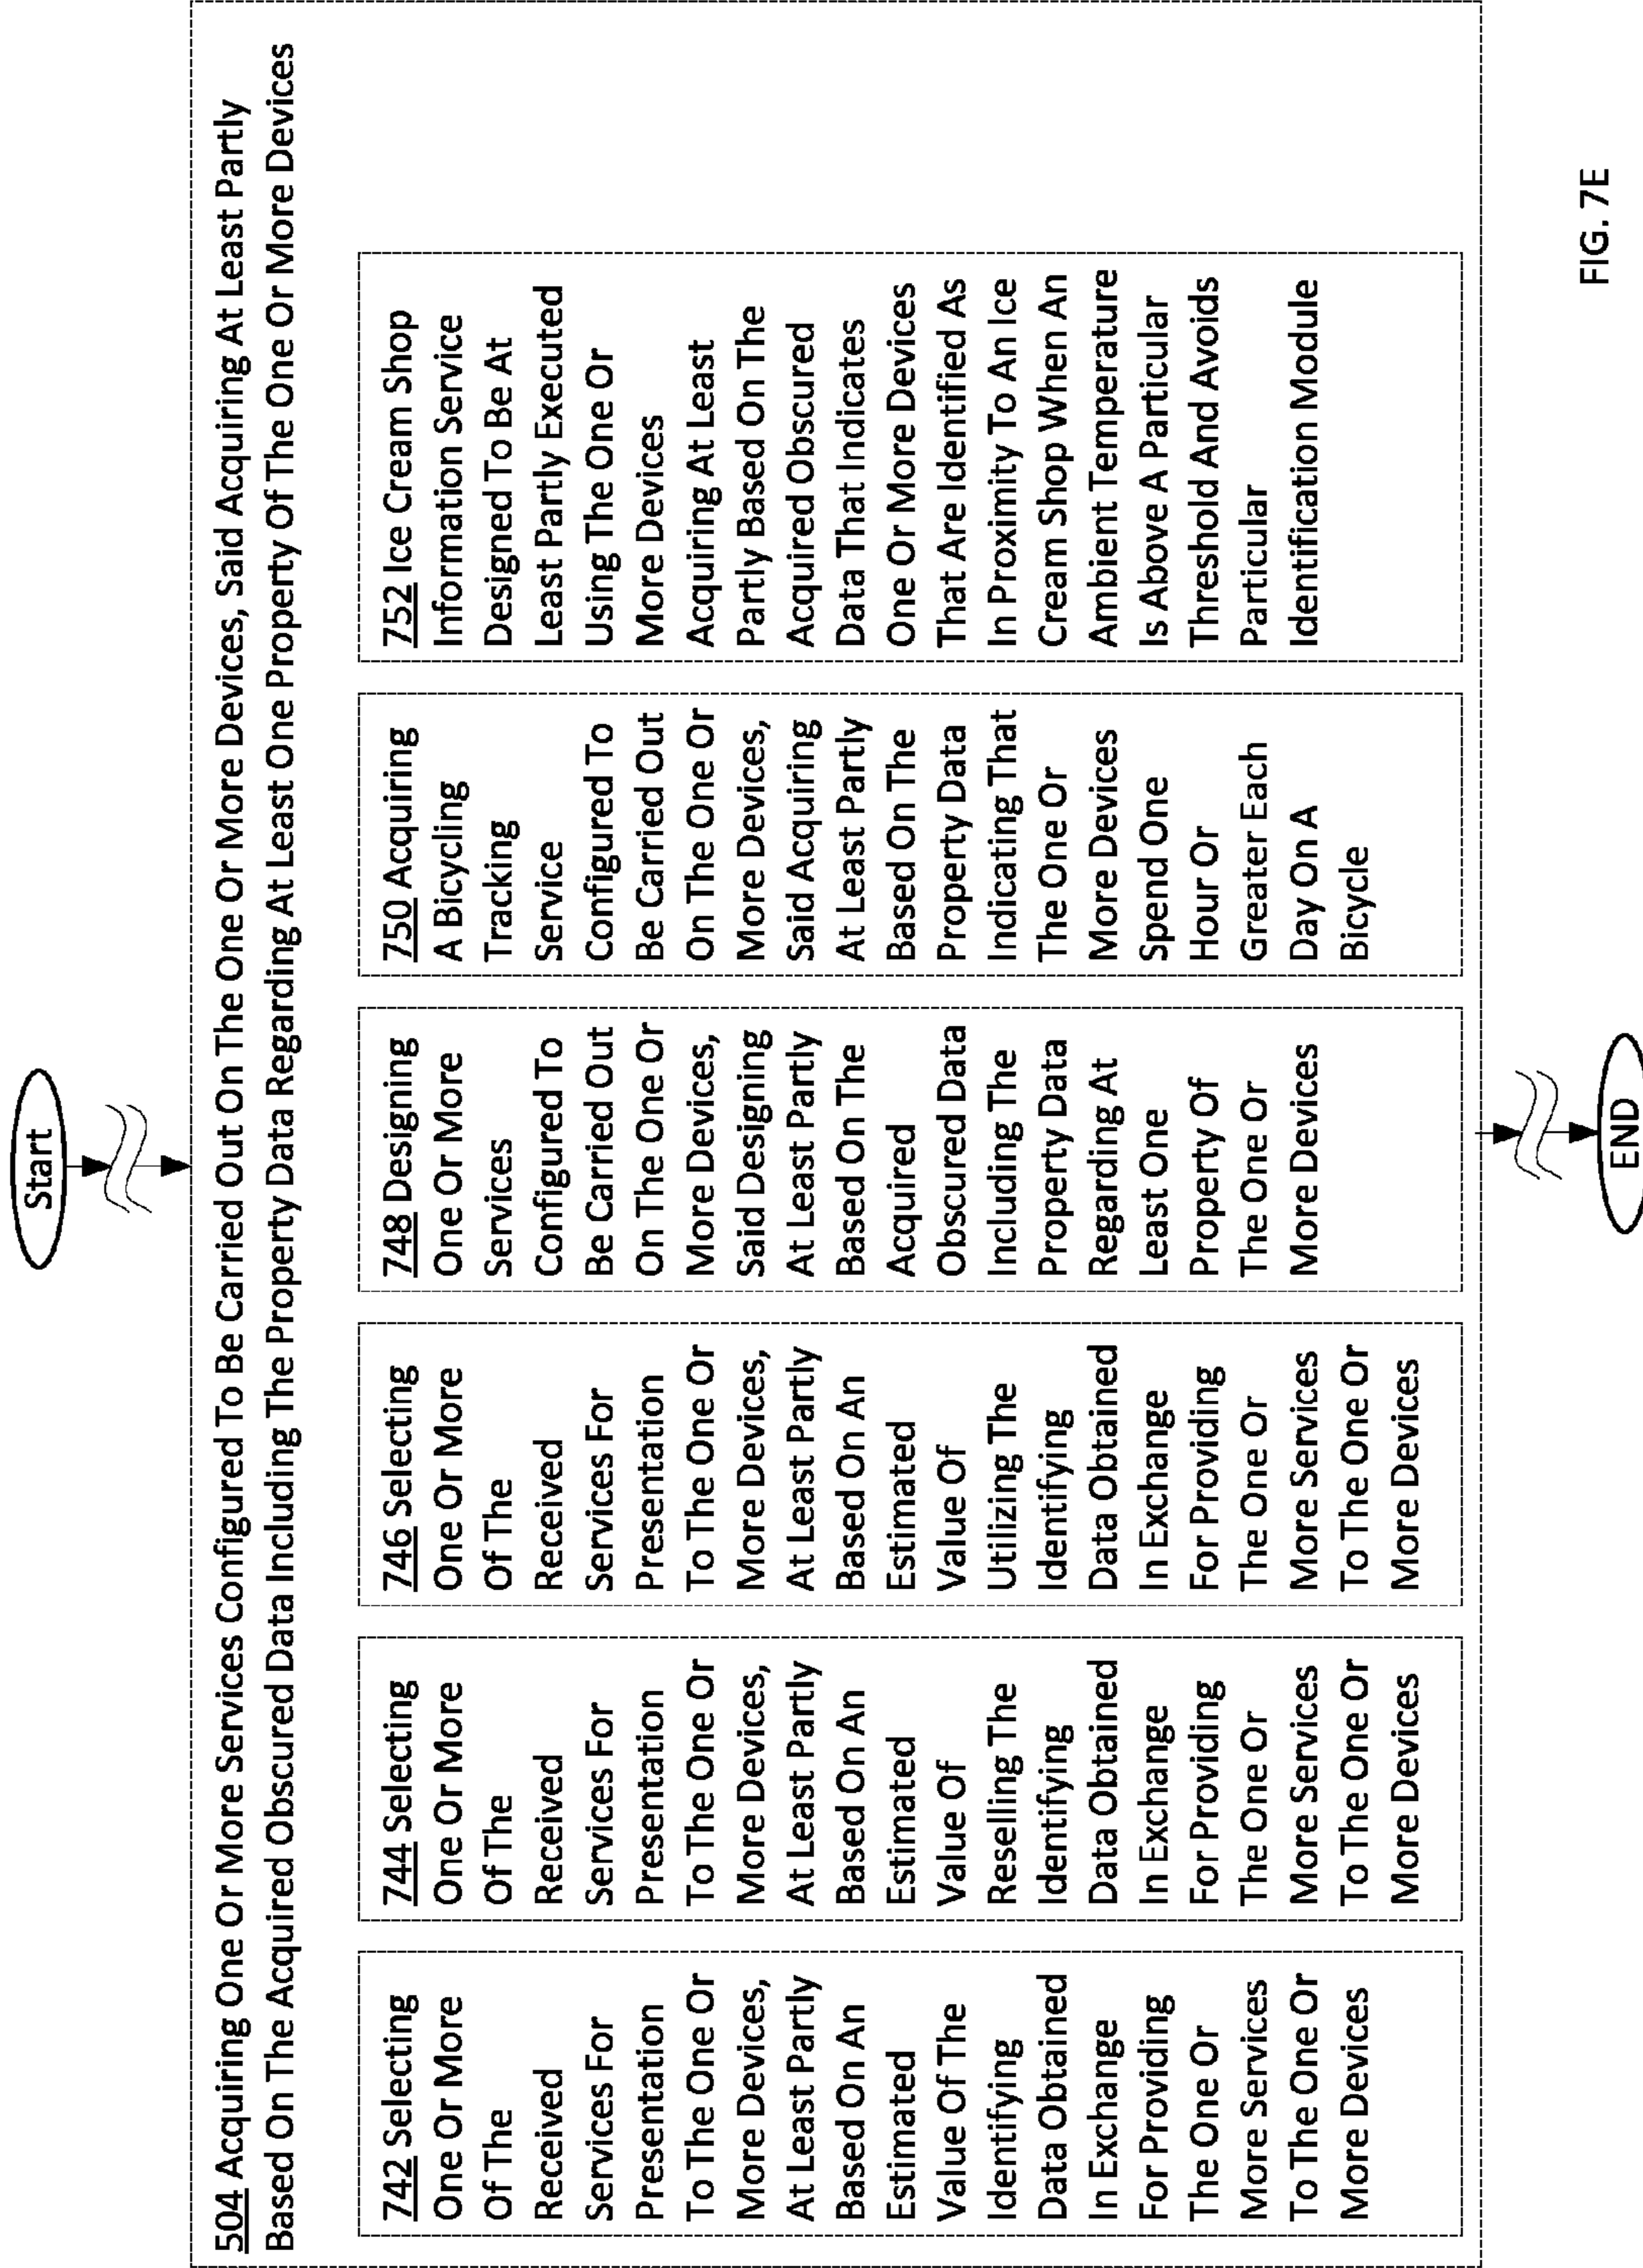 Start
504 Acquiring One Or More Services Configured To Be Carried Out On The One Or More Devices, Said Acquiring At Least Partly
Based On The Acquired Obscured Data Including The Property Data Regarding At Least One Property Of The One Or More Devices
742 Selecting
One Or More
Of The
Received
Services For
Presentation
To The One Or
More Devices,
At Least Partly
Based On An
Estimated
Value Of The
Identifying
Data Obtained
In Exchange
For Providing
The One Or
More Services
To The One Or
More Devices
744 Selecting
One Or More
Of The
Received
Services For
Presentation
To The One Or
More Devices,
At Least Partly
Based On An
Estimated
Value Of
Reselling The
Identifying
Data Obtained
In Exchange
For Providing
The One Or
More Services
To The One Or
More Devices
746 Selecting
One Or More
Of The
Received
Services For
Presentation
To The One Or
More Devices,
At Least Partly
Based On An
Estimated
Value Of
Utilizing The
Identifying
Data Obtained
In Exchange
For Providing
The One Or
More Services
To The One Or
More Devices
748 Designing
One Or More
Services
Configured To
Be Carried Out
On The One Or
More Devices,
Said Designing
At Least Partly
Based On The
Acquired
Obscured Data
Including The
Property Data
Regarding At
Least One
Property Of
The One Or
More Devices
750 Acquiring
A Bicycling
Tracking
Service
Configured To
Be Carried Out
On The One Or
More Devices,
Said Acquiring
At Least Partly
Based On The
Property Data
Indicating That
The One Or
More Devices
Spend One
Hour Or
Greater Each
Day On A
Bicycle
752 Ice Cream Shop
Information Service
Designed To Be At
Least Partly Executed
Using The One Or
More Devices
Acquiring At Least
Partly Based On The
Acquired Obscured
Data That Indicates
One Or More Devices
That Are Identified As
In Proximity To An Ice
Cream Shop When An
Ambient Temperature
Is Above A Particular
Threshold And Avoids
Particular
Identification Module
END
FIG. 7E